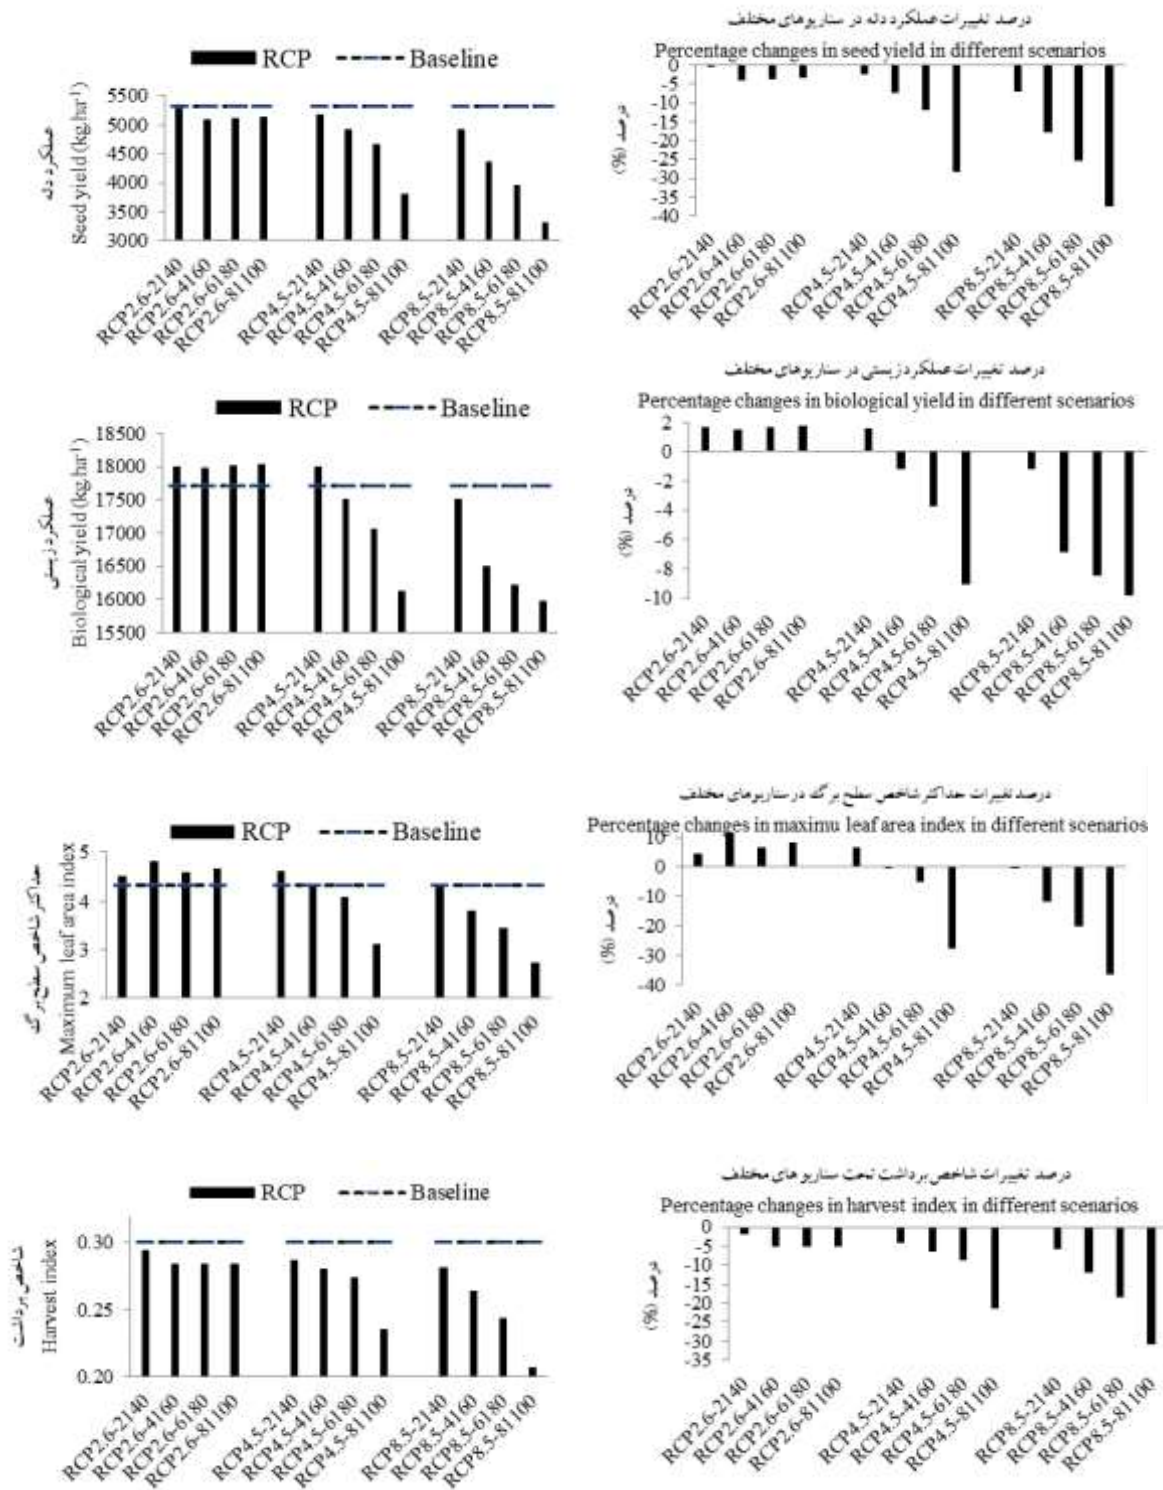 RCP Baseline
عملکرد دانه
Seed yield (kg.ha⁻¹)
5500
5000
4500
4000
3500
3000
RCP2.6-2140
RCP2.6-4160
RCP2.6-6180
RCP2.6-81100
RCP4.5-2140
RCP4.5-4160
RCP4.5-6180
RCP4.5-81100
RCP8.5-2140
RCP8.5-4160
RCP8.5-6180
RCP8.5-81100
درصد تغییرات عملکرد دانه در سناریوهای مختلف
Percentage changes in seed yield in different scenarios
درصد (%)
0
-5
-10
-15
-20
-25
-30
-35
-40
RCP2.6-2140
RCP2.6-4160
RCP2.6-6180
RCP2.6-81100
RCP4.5-2140
RCP4.5-4160
RCP4.5-6180
RCP4.5-81100
RCP8.5-2140
RCP8.5-4160
RCP8.5-6180
RCP8.5-81100
RCP Baseline
عملکرد زیستی
Biological yield (kg.ha⁻¹)
18500
18000
17500
17000
16500
16000
15500
RCP2.6-2140
RCP2.6-4160
RCP2.6-6180
RCP2.6-81100
RCP4.5-2140
RCP4.5-4160
RCP4.5-6180
RCP4.5-81100
RCP8.5-2140
RCP8.5-4160
RCP8.5-6180
RCP8.5-81100
درصد تغییرات عملکرد زیستی در سناریوهای مختلف
Percentage changes in biological yield in different scenarios
درصد (%)
2
0
-2
-4
-6
-8
-10
RCP2.6-2140
RCP2.6-4160
RCP2.6-6180
RCP2.6-81100
RCP4.5-2140
RCP4.5-4160
RCP4.5-6180
RCP4.5-81100
RCP8.5-2140
RCP8.5-4160
RCP8.5-6180
RCP8.5-81100
RCP Baseline
حداکثر شاخص سطح برگ
Maximum leaf area index
5
4
3
2
RCP2.6-2140
RCP2.6-4160
RCP2.6-6180
RCP2.6-81100
RCP4.5-2140
RCP4.5-4160
RCP4.5-6180
RCP4.5-81100
RCP8.5-2140
RCP8.5-4160
RCP8.5-6180
RCP8.5-81100
درصد تغییرات حداکثر شاخص سطح برگ در سناریوهای مختلف
Percentage changes in maximu leaf area index in different scenarios
درصد (%)
10
0
-10
-20
-30
-40
RCP2.6-2140
RCP2.6-4160
RCP2.6-6180
RCP2.6-81100
RCP4.5-2140
RCP4.5-4160
RCP4.5-6180
RCP4.5-81100
RCP8.5-2140
RCP8.5-4160
RCP8.5-6180
RCP8.5-81100
RCP Baseline
شاخص برداشت
Harvest index
0.30
0.25
0.20
RCP2.6-2140
RCP2.6-4160
RCP2.6-6180
RCP2.6-81100
RCP4.5-2140
RCP4.5-4160
RCP4.5-6180
RCP4.5-81100
RCP8.5-2140
RCP8.5-4160
RCP8.5-6180
RCP8.5-81100
درصد تغییرات شاخص برداشت تحت سناریو های مختلف
Percentage changes in harvest index in different scenarios
درصد (%)
0
-5
-10
-15
-20
-25
-30
-35
RCP2.6-2140
RCP2.6-4160
RCP2.6-6180
RCP2.6-81100
RCP4.5-2140
RCP4.5-4160
RCP4.5-6180
RCP4.5-81100
RCP8.5-2140
RCP8.5-4160
RCP8.5-6180
RCP8.5-81100